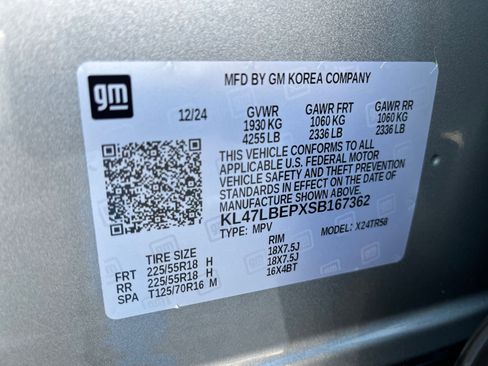 gm
MFD BY GM KOREA COMPANY
12/24 GVWR GAWR FRT GAWR RR
1930 KG 1060 KG 1060 KG
4255 LB 2336 LB 2336 LB
THIS VEHICLE CONFORMS TO ALL
APPLICABLE U.S. FEDERAL MOTOR
VEHICLE SAFETY AND THEFT PREVENTION
STANDARDS IN EFFECT ON THE DATE OF
MANUFACTURE SHOWN ABOVE.
KL47LBEPXSB167362
TYPE: MPV MODEL: X24TR58
TIRE SIZE RIM
FRT 225/55R18 H 18X7.5J
RR 225/55R18 H 18X7.5J
SPA T125/70R16 M 16X4BT